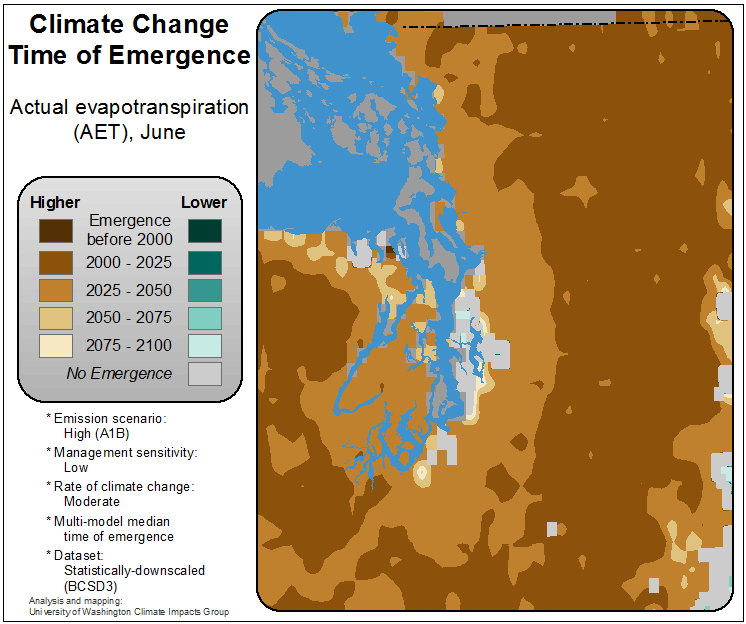 Climate Change
Time of Emergence
Actual evapotranspiration
(AET), June
Higher
Lower
Emergence
before 2000
2000 - 2025
2025 - 2050
2050 - 2075
2075 - 2100
No Emergence
* Emission scenario:
High (A1B)
* Management sensitivity:
Low
* Rate of climate change:
Moderate
* Multi-model median
time of emergence
* Dataset:
Statistically-downscaled
(BCSD3)
Analysis and mapping:
University of Washington Climate Impacts Group